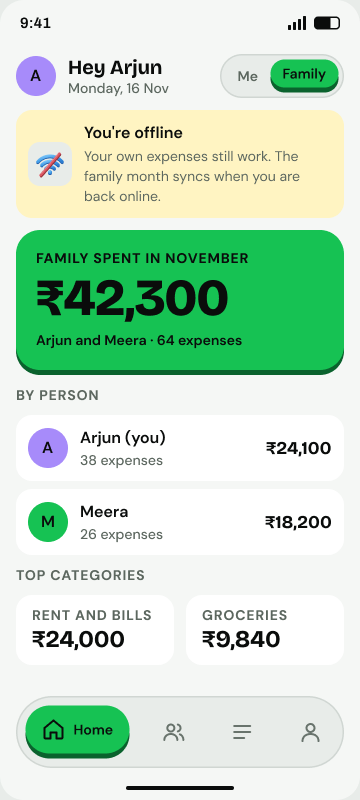 9:41
A
Hey Arjun
Monday, 16 Nov
Me
Family
You're offline
Your own expenses still work. The
family month syncs when you are
back online.
FAMILY SPENT IN NOVEMBER
₹42,300
Arjun and Meera · 64 expenses
BY PERSON
A
Arjun (you)
38 expenses
₹24,100
M
Meera
26 expenses
₹18,200
TOP CATEGORIES
RENT AND BILLS
₹24,000
GROCERIES
₹9,840
Home